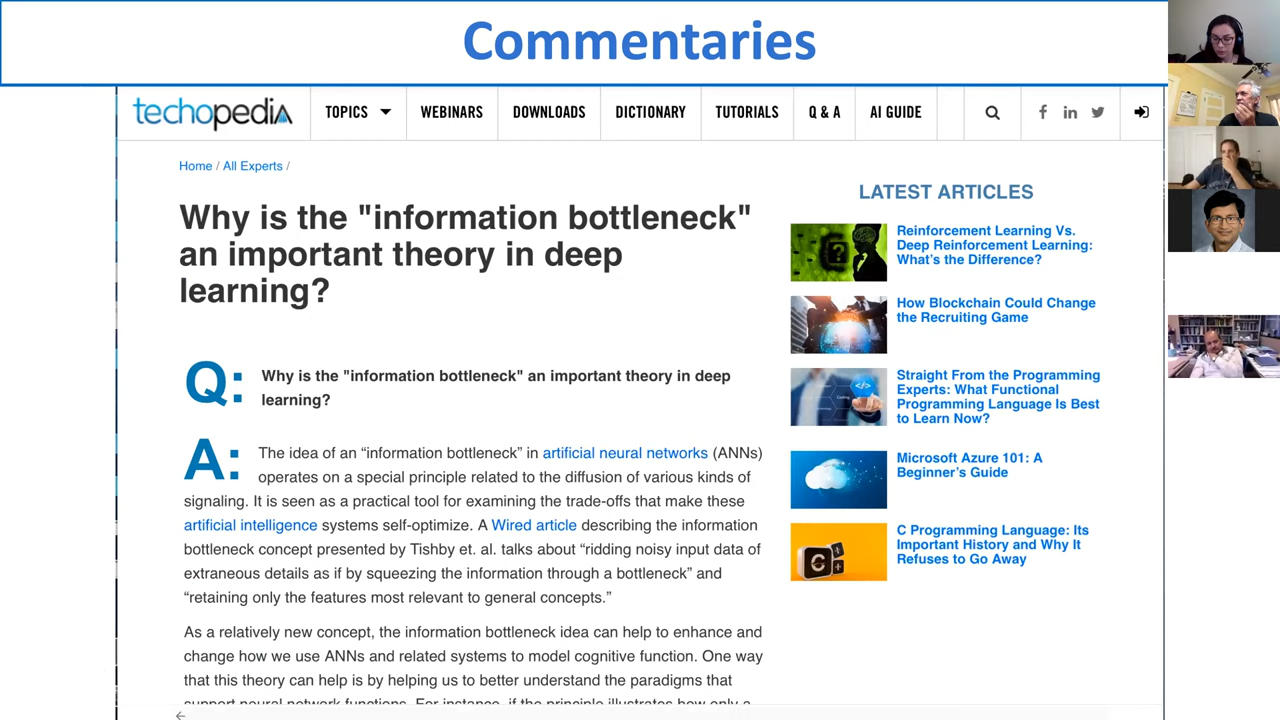 Commentaries
techopedia
TOPICS
WEBINARS
DOWNLOADS
DICTIONARY
TUTORIALS
Q & A
AI GUIDE
Home / All Experts /
Why is the "information bottleneck"
an important theory in deep
learning?
Q: Why is the "information bottleneck" an important theory in deep
learning?
A: The idea of an “information bottleneck” in artificial neural networks (ANNs)
operates on a special principle related to the diffusion of various kinds of
signaling. It is seen as a practical tool for examining the trade-offs that make these
artificial intelligence systems self-optimize. A Wired article describing the information
bottleneck concept presented by Tishby et. al. talks about “ridding noisy input data of
extraneous details as if by squeezing the information through a bottleneck” and
“retaining only the features most relevant to general concepts.”
As a relatively new concept, the information bottleneck idea can help to enhance and
change how we use ANNs and related systems to model cognitive function. One way
that this theory can help is by helping us to better understand the paradigms that
support neural network functions. For instance, if the principle illustrates how only a
LATEST ARTICLES
Reinforcement Learning Vs.
Deep Reinforcement Learning:
What’s the Difference?
How Blockchain Could Change
the Recruiting Game
Straight From the Programming
Experts: What Functional
Programming Language Is Best
to Learn Now?
Microsoft Azure 101: A
Beginner’s Guide
C Programming Language: Its
Important History and Why It
Refuses to Go Away